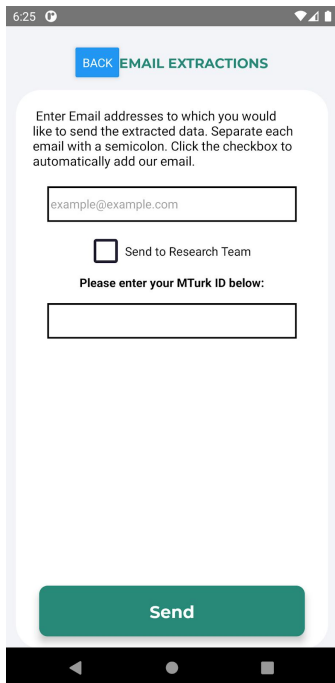 6:25
BACK EMAIL EXTRACTIONS
Enter Email addresses to which you would
like to send the extracted data. Separate each
email with a semicolon. Click the checkbox to
automatically add our email.
example@example.com
Send to Research Team
Please enter your MTurk ID below:
Send